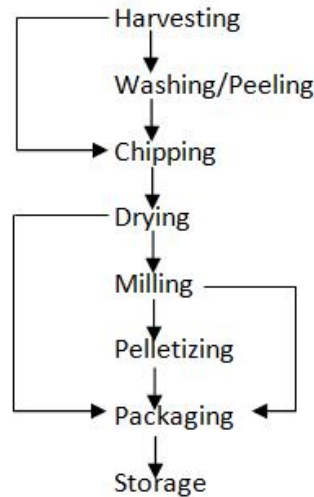 Harvesting
Washing/Peeling
Chipping
Drying
Milling
Pelletizing
Packaging
Storage